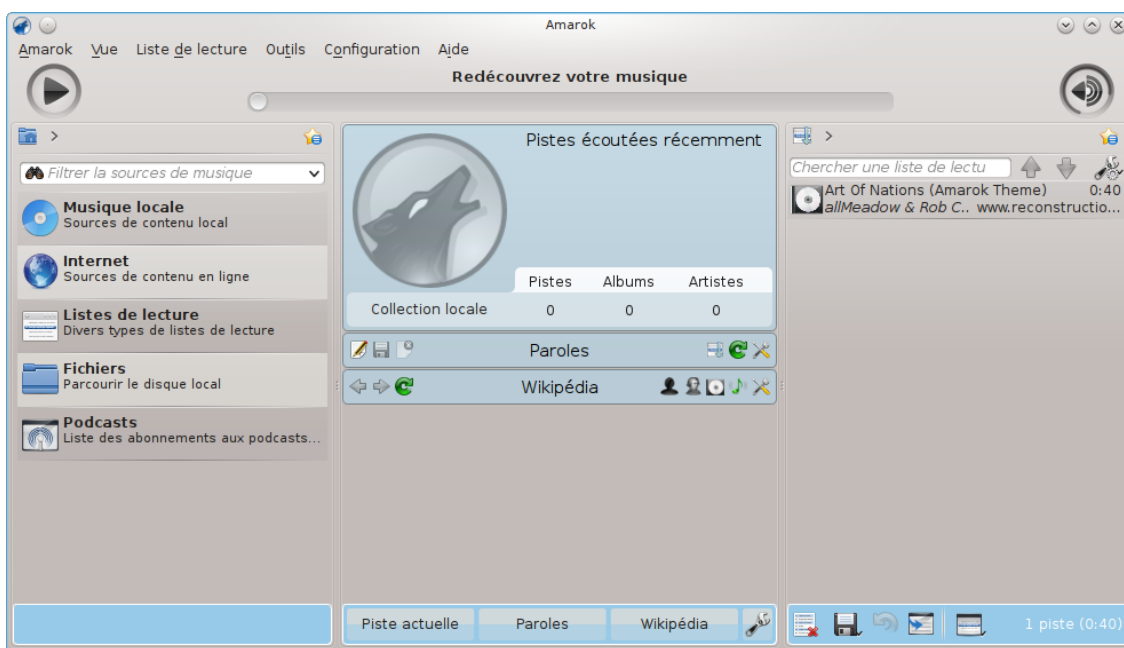 Amarok
Amarok Vue Liste de lecture Outils Configuration Aide
Redécouvrez votre musique
Filtrer la sources de musique
Musique locale
Sources de contenu local
Internet
Sources de contenu en ligne
Listes de lecture
Divers types de listes de lecture
Fichiers
Parcourir le disque local
Podcasts
Liste des abonnements aux podcasts...
Pistes écoutées récemment
Pistes Albums Artistes
Collection locale 0 0 0
Paroles
Wikipédia
Piste actuelle Paroles Wikipédia
Chercher une liste de lectu
Art Of Nations (Amarok Theme) 0:40
allMeadow & Rob C.. www.reconstructio...
1 piste (0:40)